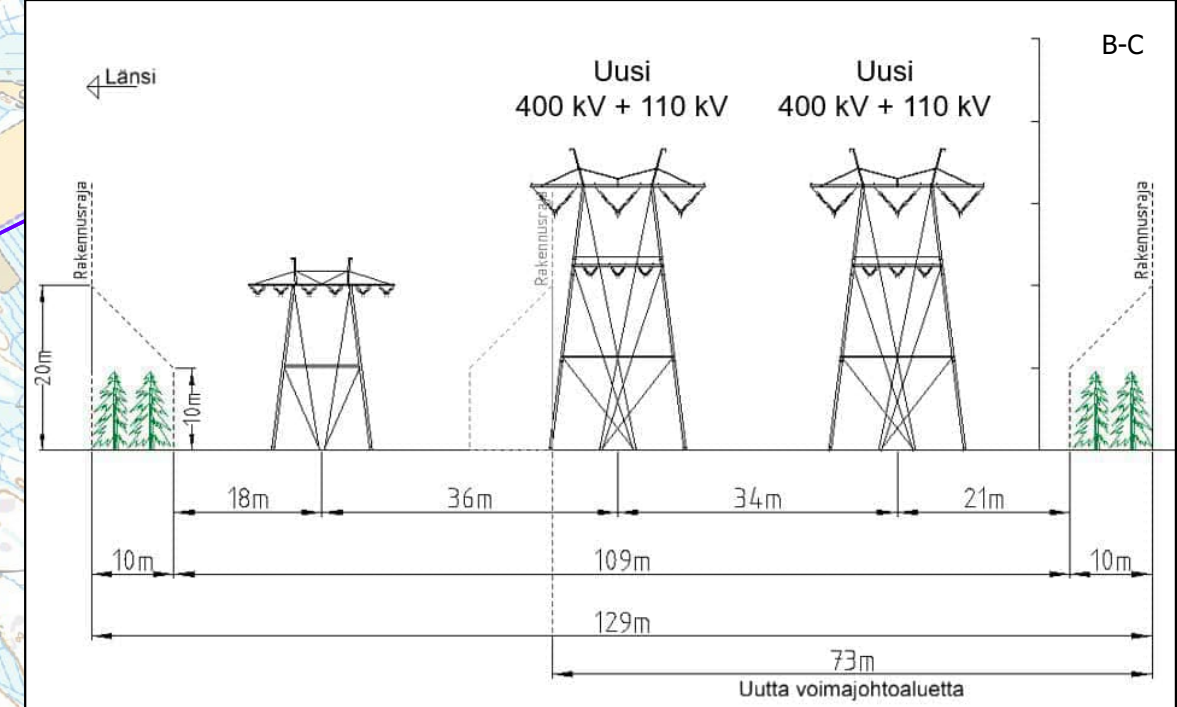 B-C
Länsi
Uusi
400 kV + 110 kV
Uusi
400 kV + 110 kV
Rakennusraja
Rakennusraja
Rakennusraja
20m
10m
18m
36m
34m
21m
10m
109m
10m
129m
73m
Uutta voimajohtoaluetta